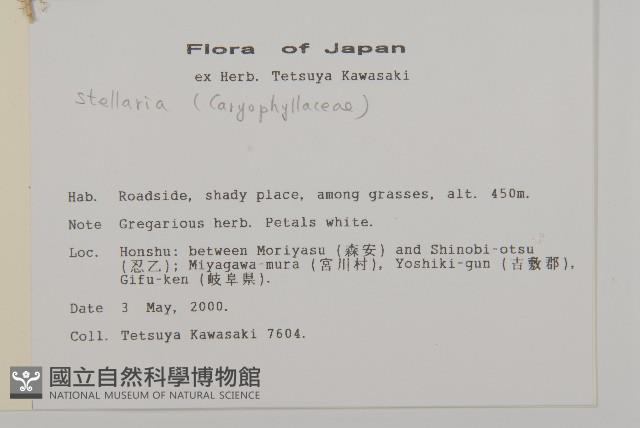 Flora of Japan
ex Herb. Tetsuya Kawasaki
Stellaria (Caryophyllaceae)
Hab. Roadside, shady place, among grasses, alt. 450m.
Note Gregarious herb. Petals white.
Loc. Honshu: between Moriyasu (森安) and Shinobi-otsu
(忍乙); Miyagawa-mura (宮川村), Yoshiki-gun (吉敷郡),
Gifu-ken (岐阜県).
Date 3 May, 2000.
Coll. Tetsuya Kawasaki 7604.
國立自然科學博物館
NATIONAL MUSEUM OF NATURAL SCIENCE